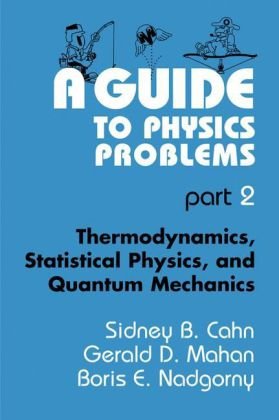 A GUIDE
TO PHYSICS
PROBLEMS
part 2
Thermodynamics,
Statistical Physics, and
Quantum Mechanics
Sidney B. Cahn
Gerald D. Mahan
Boris E. Nadgorny